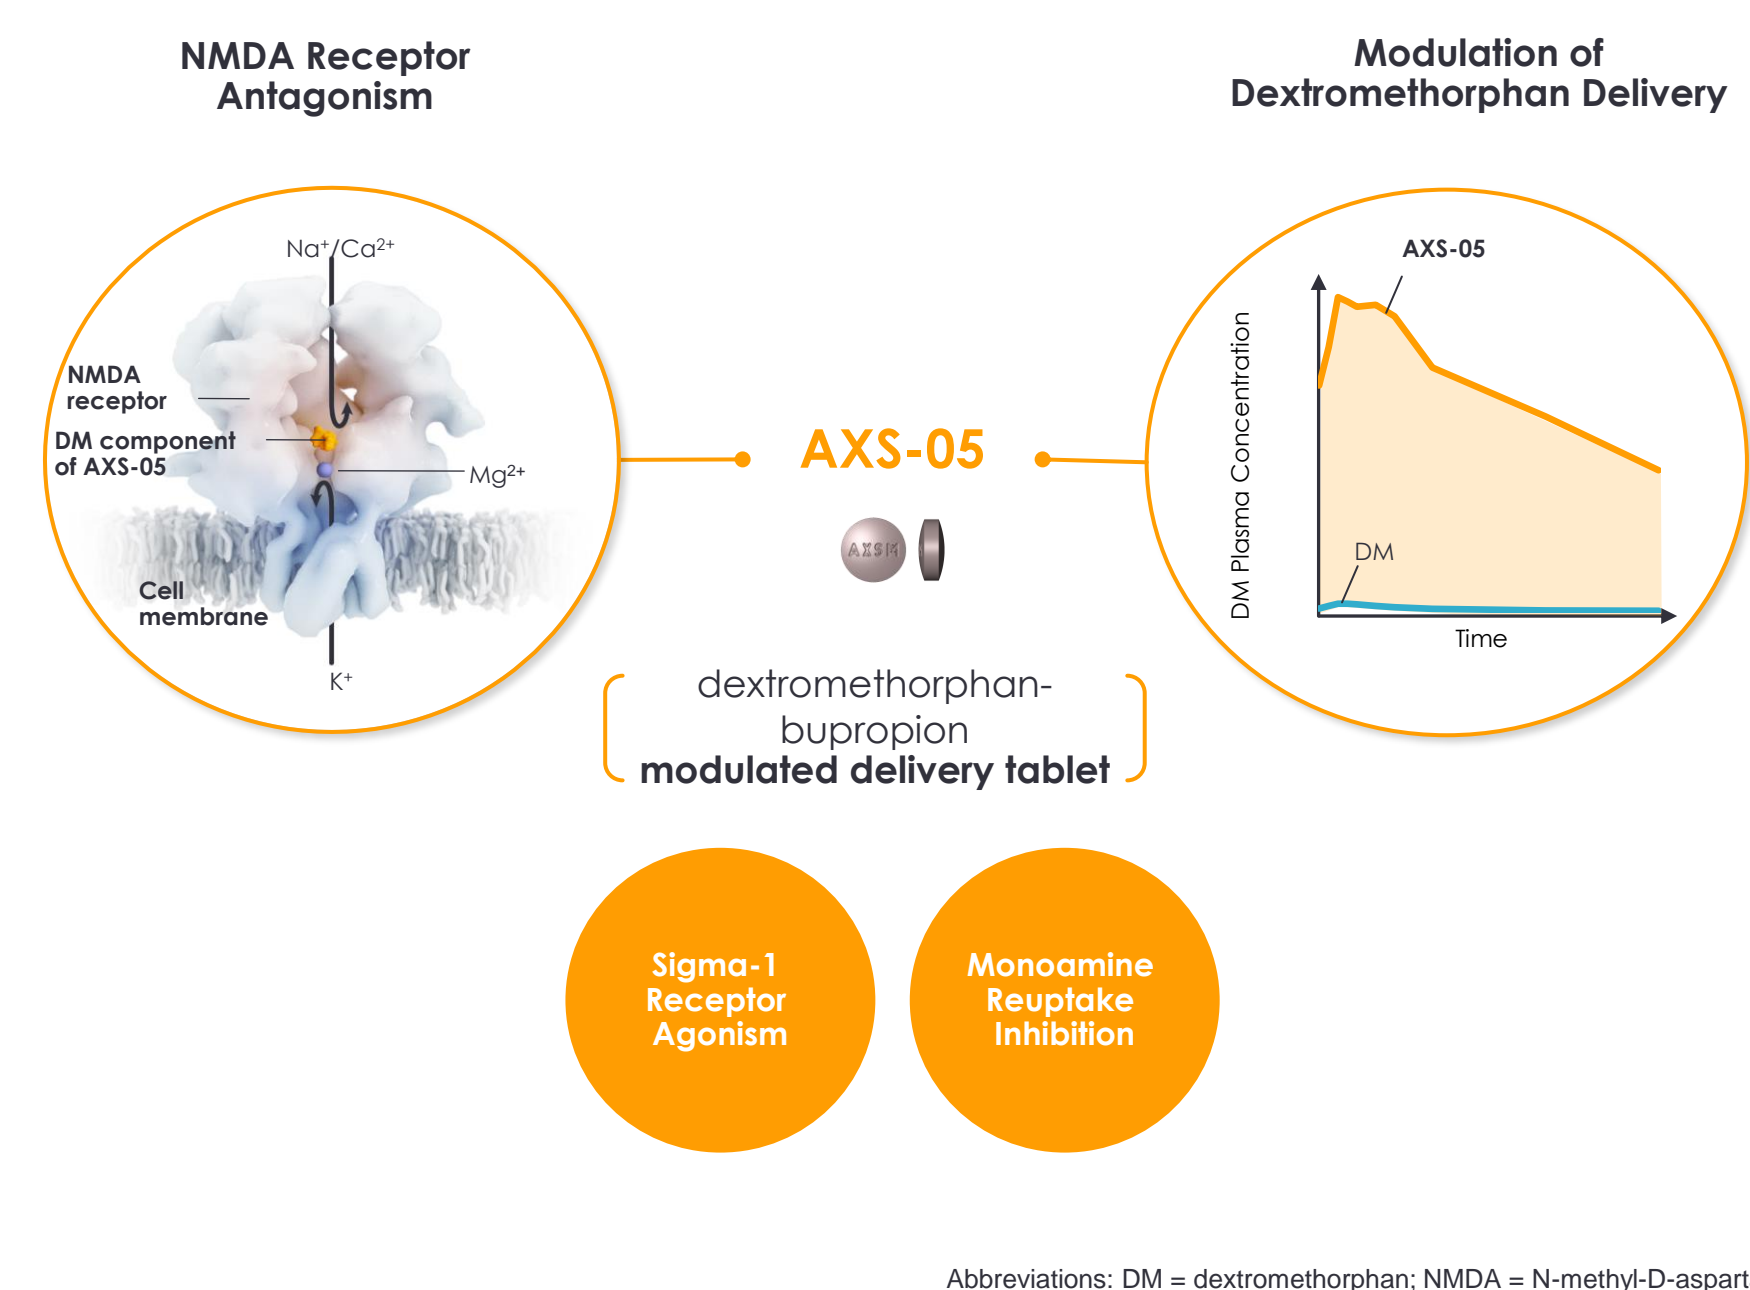 NMDA Receptor
Antagonism
Modulation of
Dextromethorphan Delivery
Na⁺/Ca²⁺
NMDA
receptor
DM component
of AXS-05
Mg²⁺
Cell
membrane
K⁺
AXS-05
AXSM
dextromethorphan-
bupropion
modulated delivery tablet
AXS-05
DM Plasma Concentration
DM
Time
Sigma-1
Receptor
Agonism
Monoamine
Reuptake
Inhibition
Abbreviations: DM = dextromethorphan; NMDA = N-methyl-D-aspart